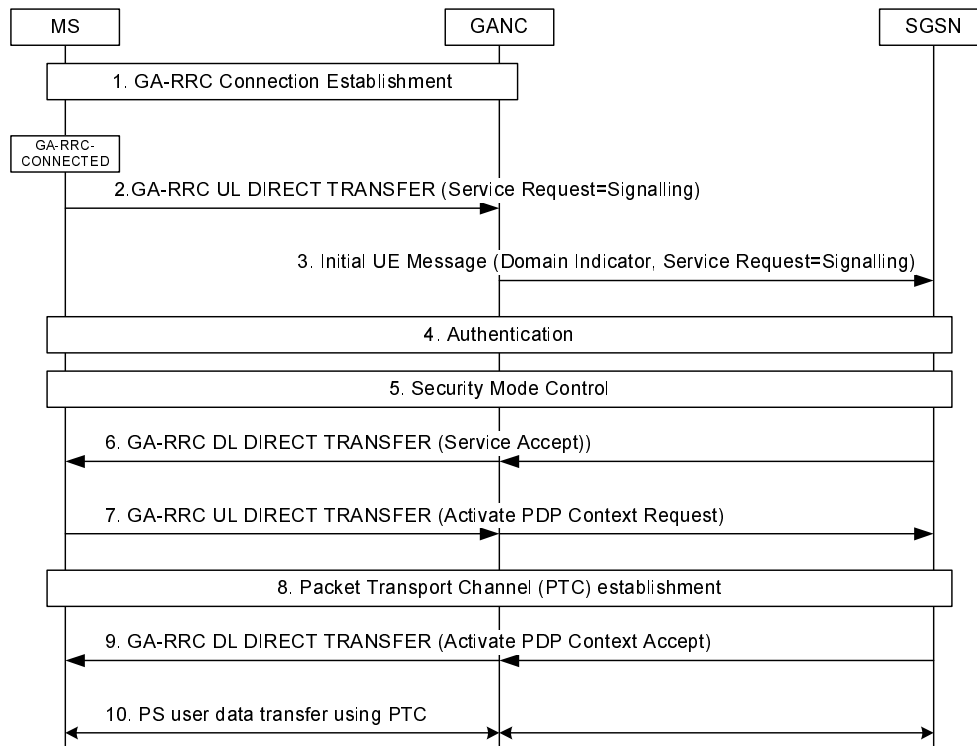 MS
GANC
SGSN
1. GA-RRC Connection Establishment
GA-RRC-
CONNECTED
2.GA-RRC UL DIRECT TRANSFER (Service Request=Signalling)
3. Initial UE Message (Domain Indicator, Service Request=Signalling)
4. Authentication
5. Security Mode Control
6. GA-RRC DL DIRECT TRANSFER (Service Accept))
7. GA-RRC UL DIRECT TRANSFER (Activate PDP Context Request)
8. Packet Transport Channel (PTC) establishment
9. GA-RRC DL DIRECT TRANSFER (Activate PDP Context Accept)
10. PS user data transfer using PTC